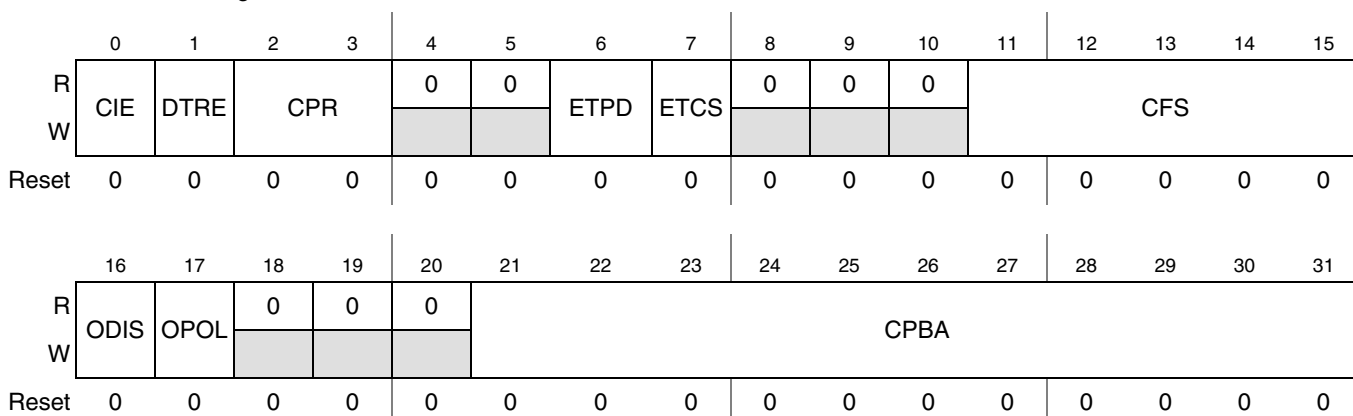 0 1 2 3 4 5 6 7 8 9 10 11 12 13 14 15
R CIE DTRE CPR 0 0 ETPD ETCS 0 0 0 CFS
W
Reset 0 0 0 0 0 0 0 0 0 0 0 0 0 0 0 0
16 17 18 19 20 21 22 23 24 25 26 27 28 29 30 31
R ODIS OPOL 0 0 0 CPBA
W
Reset 0 0 0 0 0 0 0 0 0 0 0 0 0 0 0 0